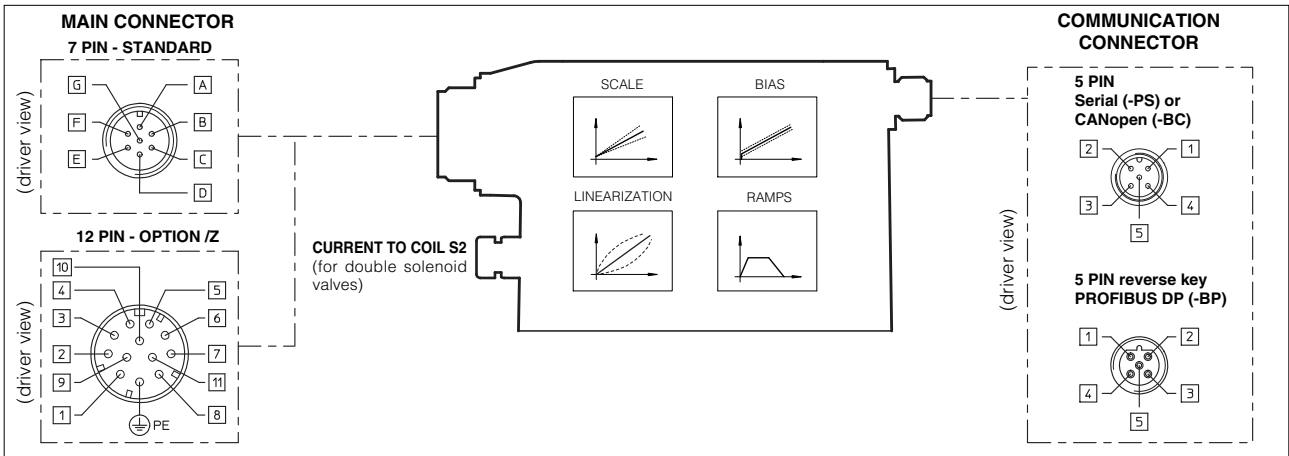 MAIN CONNECTOR
7 PIN - STANDARD
(driver view)
G
A
F
B
E
C
D
12 PIN - OPTION /Z
(driver view)
10
4
5
3
6
2
7
9
11
1
8
PE
CURRENT TO COIL S2
(for double solenoid
valves)
SCALE
BIAS
LINEARIZATION
RAMPS
COMMUNICATION
CONNECTOR
(driver view)
5 PIN
Serial (-PS) or
CANopen (-BC)
2
1
3
4
5
5 PIN reverse key
PROFIBUS DP (-BP)
1
2
4
3
5